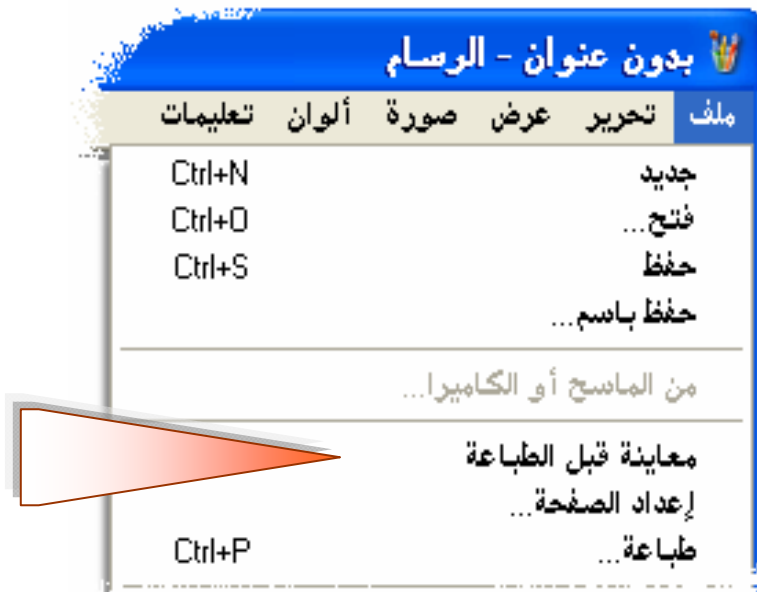 بدون عنوان - الرسام
ملف تحرير عرض صورة ألوان تعليمات
جديد Ctrl+N
فتح... Ctrl+O
حفظ Ctrl+S
حفظ باسم...
من الماسح أو الكاميرا...
معاينة قبل الطباعة
إعداد الصفحة...
طباعة... Ctrl+P